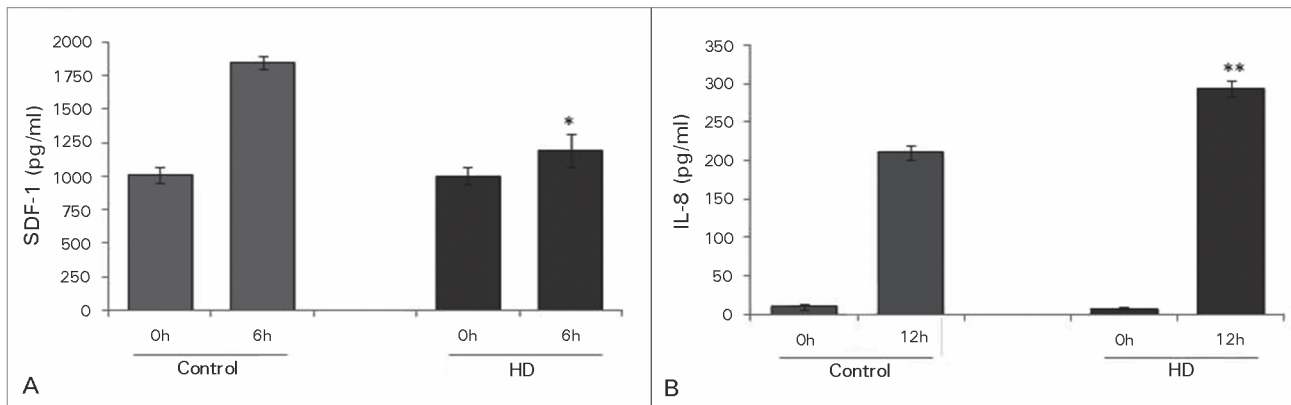 2000
1750
1500
1250
1000
750
500
250
0
SDF-1 (pg/ml)
*
0h
6h
0h
6h
Control
HD
A
350
300
250
200
150
100
50
0
IL-8 (pg/ml)
**
0h
12h
0h
12h
Control
HD
B